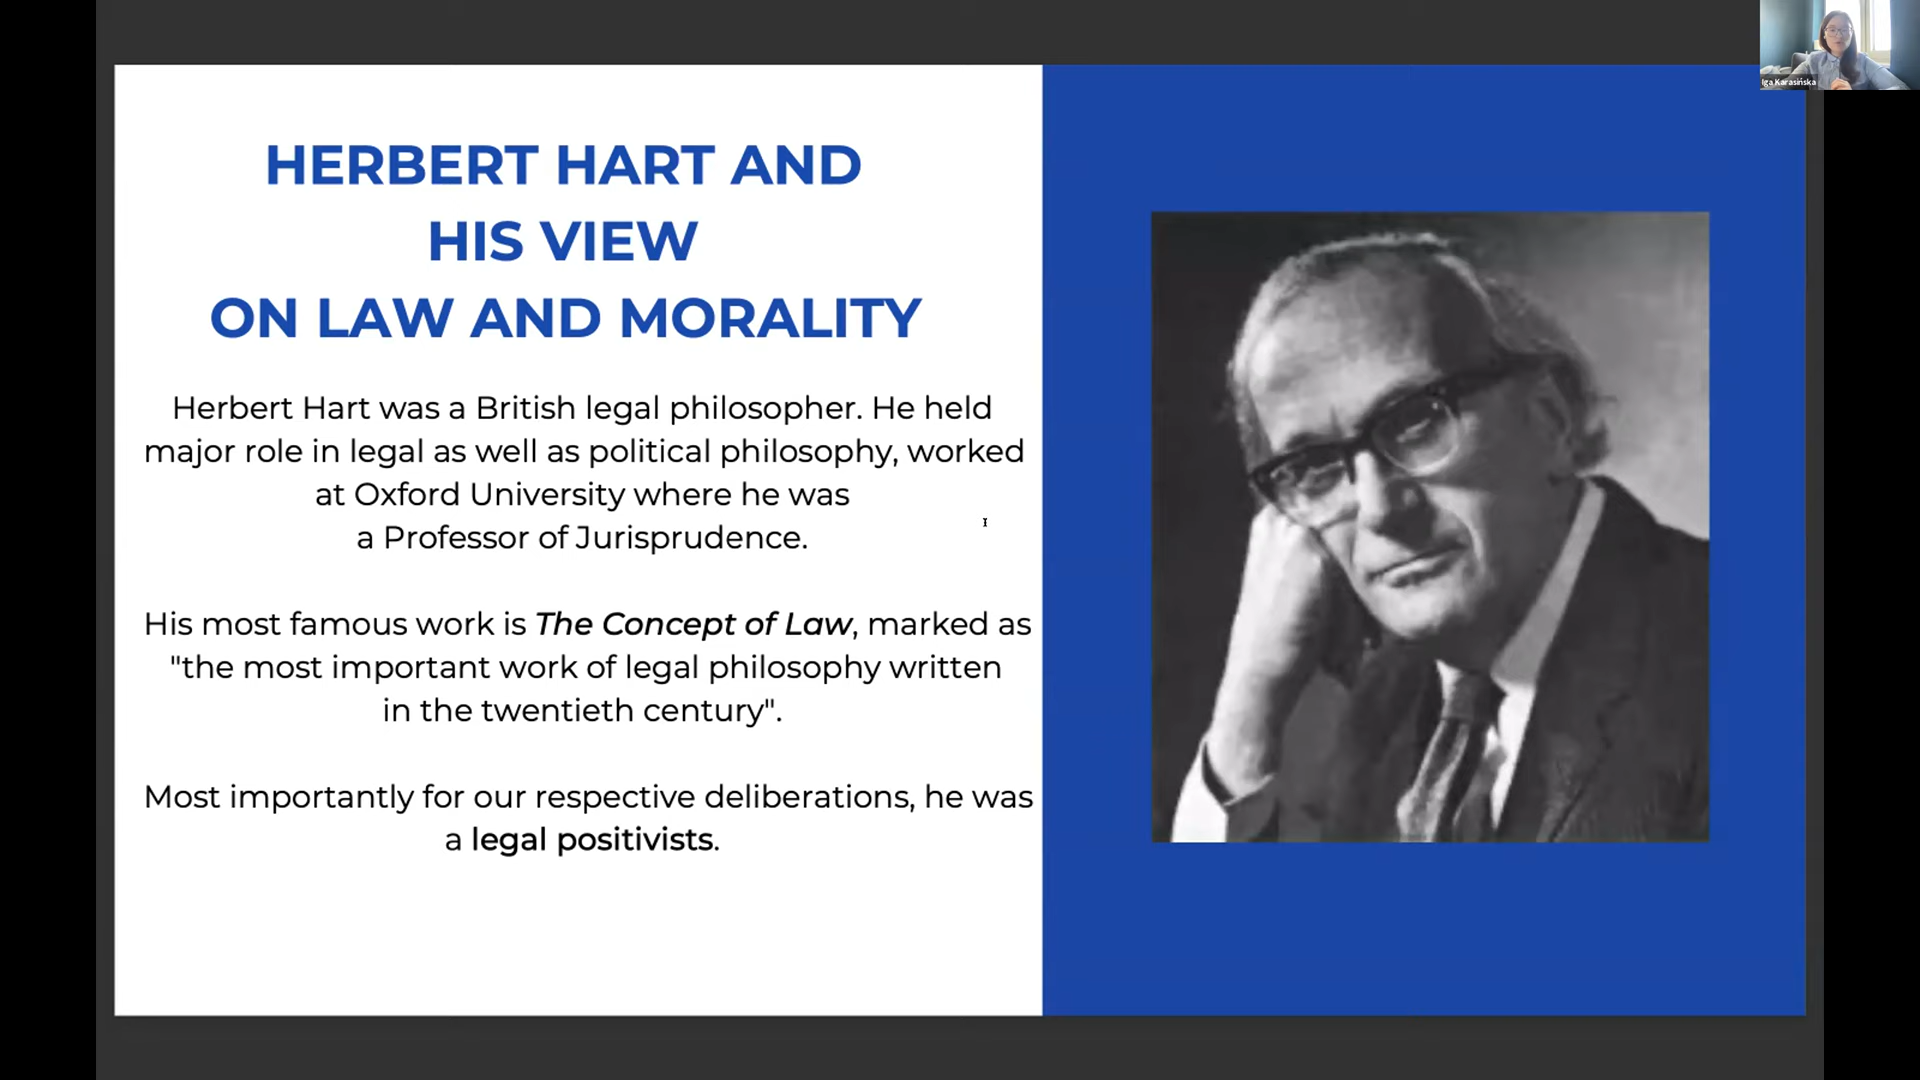 HERBERT HART AND
HIS VIEW
ON LAW AND MORALITY
Herbert Hart was a British legal philosopher. He held
major role in legal as well as political philosophy, worked
at Oxford University where he was
a Professor of Jurisprudence.
His most famous work is The Concept of Law, marked as
"the most important work of legal philosophy written
in the twentieth century".
Most importantly for our respective deliberations, he was
a legal positivists.
Iga Karasińska